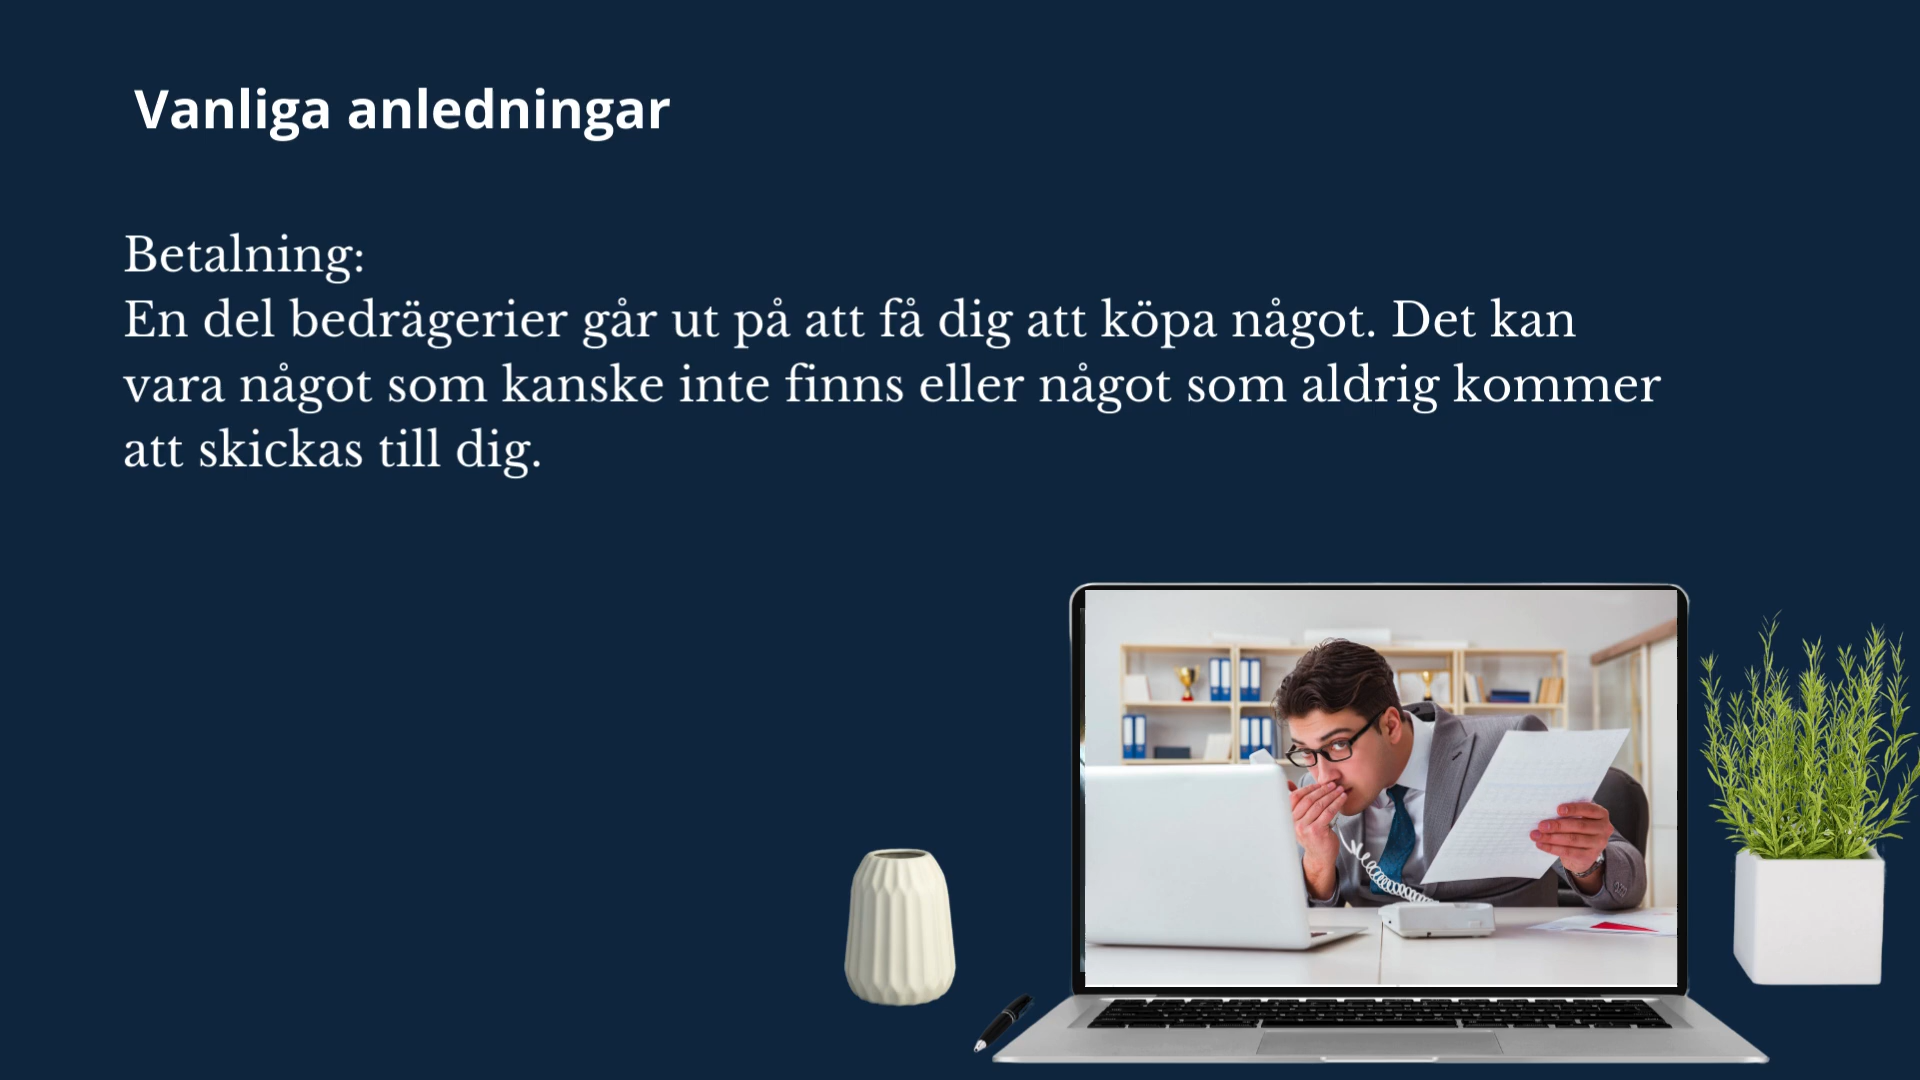 Vanliga anledningar
Betalning:
En del bedrägerier går ut på att få dig att köpa något. Det kan
vara något som kanske inte finns eller något som aldrig kommer
att skickas till dig.